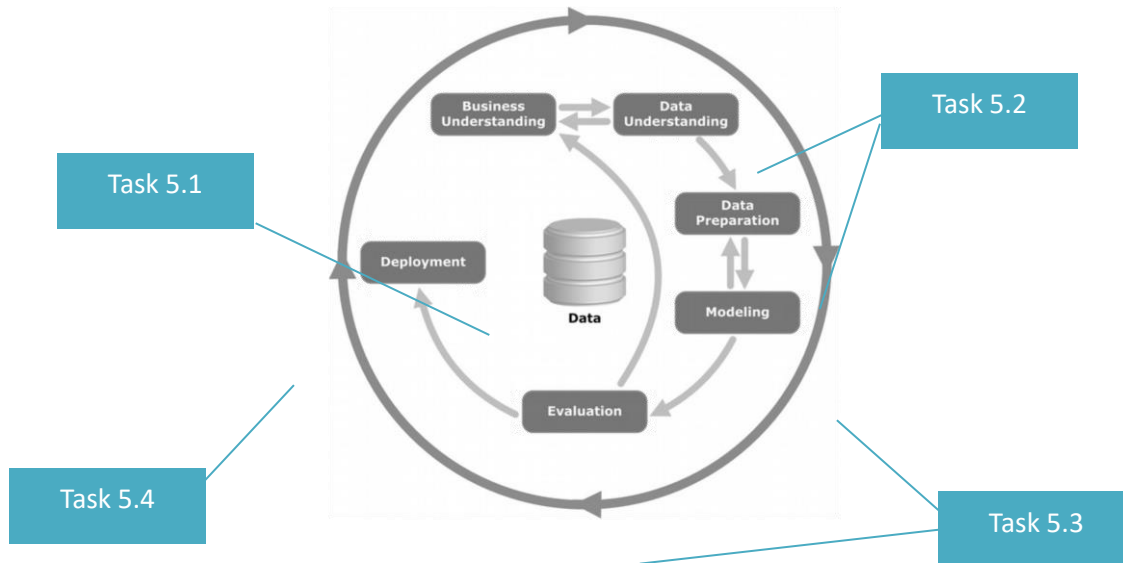 Business
Understanding
Data
Understanding
Task 5.2
Task 5.1
Data
Preparation
Deployment
Data
Modeling
Evaluation
Task 5.4
Task 5.3